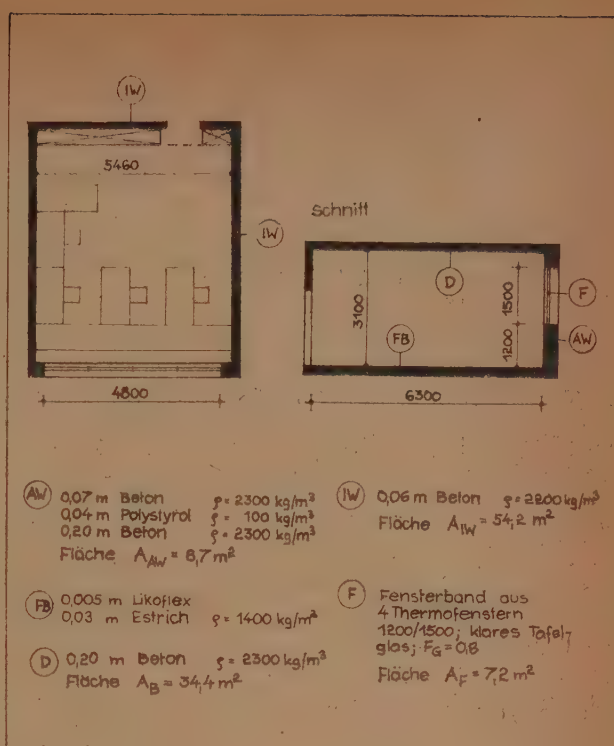 IW
5460
IW
Schnitt
D
F
3100
1500
FB
1200
AW
4800
6300
AW 0,07 m Beton ρ = 2300 kg/m³
0,04 m Polystyrol ρ = 100 kg/m³
0,20 m Beton ρ = 2300 kg/m³
Fläche A_AW = 8,7 m²
FB 0,005 m Likoflex
0,03 m Estrich ρ = 1400 kg/m³
D 0,20 m Beton ρ = 2300 kg/m³
Fläche A_B = 34,4 m²
IW 0,06 m Beton ρ = 2200 kg/m³
Fläche A_IW = 54,2 m²
F Fensterband aus
4 Thermofenstern
1200/1500; klares Tafel-
glas; F_G = 0,8
Fläche A_F = 7,2 m²